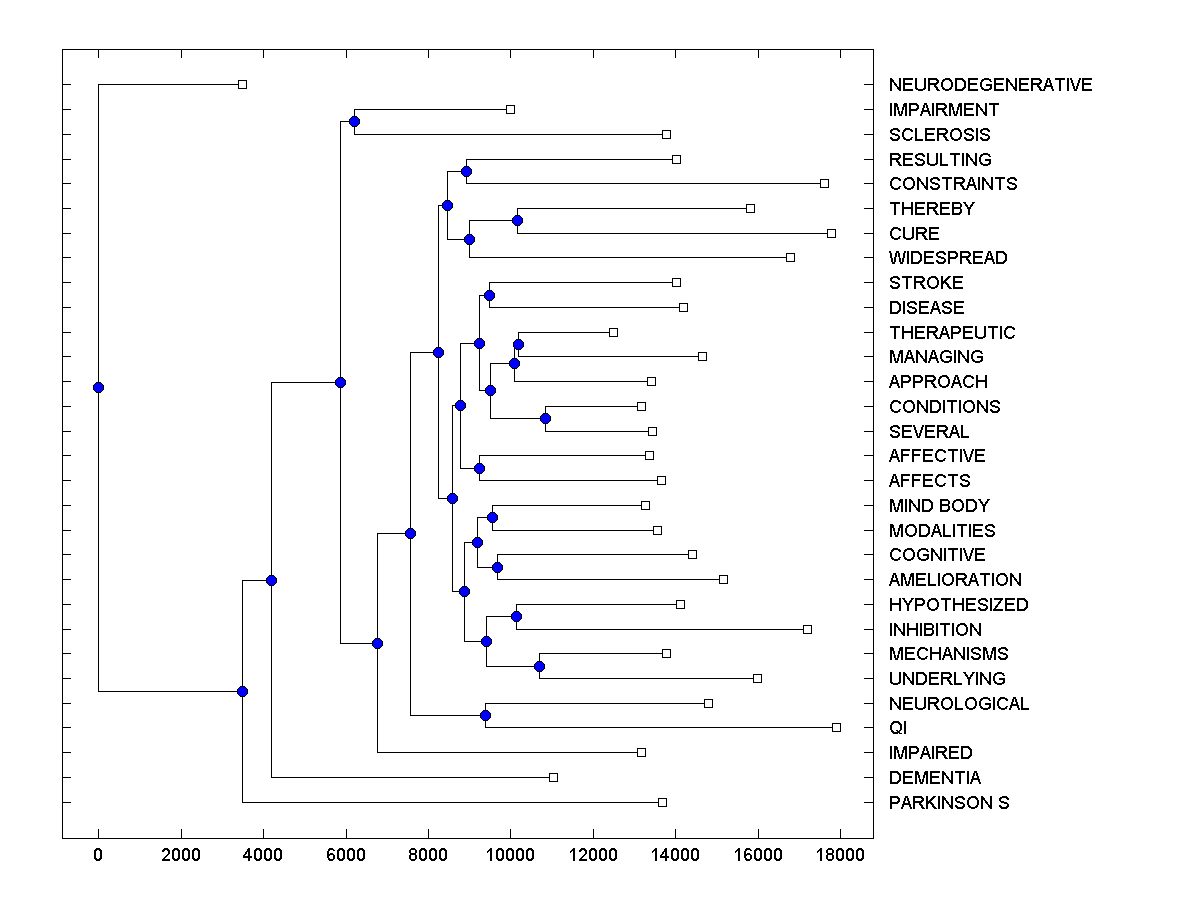 NEURODEGENERATIVE
IMPAIRMENT
SCLEROSIS
RESULTING
CONSTRAINTS
THEREBY
CURE
WIDESPREAD
STROKE
DISEASE
THERAPEUTIC
MANAGING
APPROACH
CONDITIONS
SEVERAL
AFFECTIVE
AFFECTS
MIND BODY
MODALITIES
COGNITIVE
AMELIORATION
HYPOTHESIZED
INHIBITION
MECHANISMS
UNDERLYING
NEUROLOGICAL
QI
IMPAIRED
DEMENTIA
PARKINSON S
0 2000 4000 6000 8000 10000 12000 14000 16000 18000